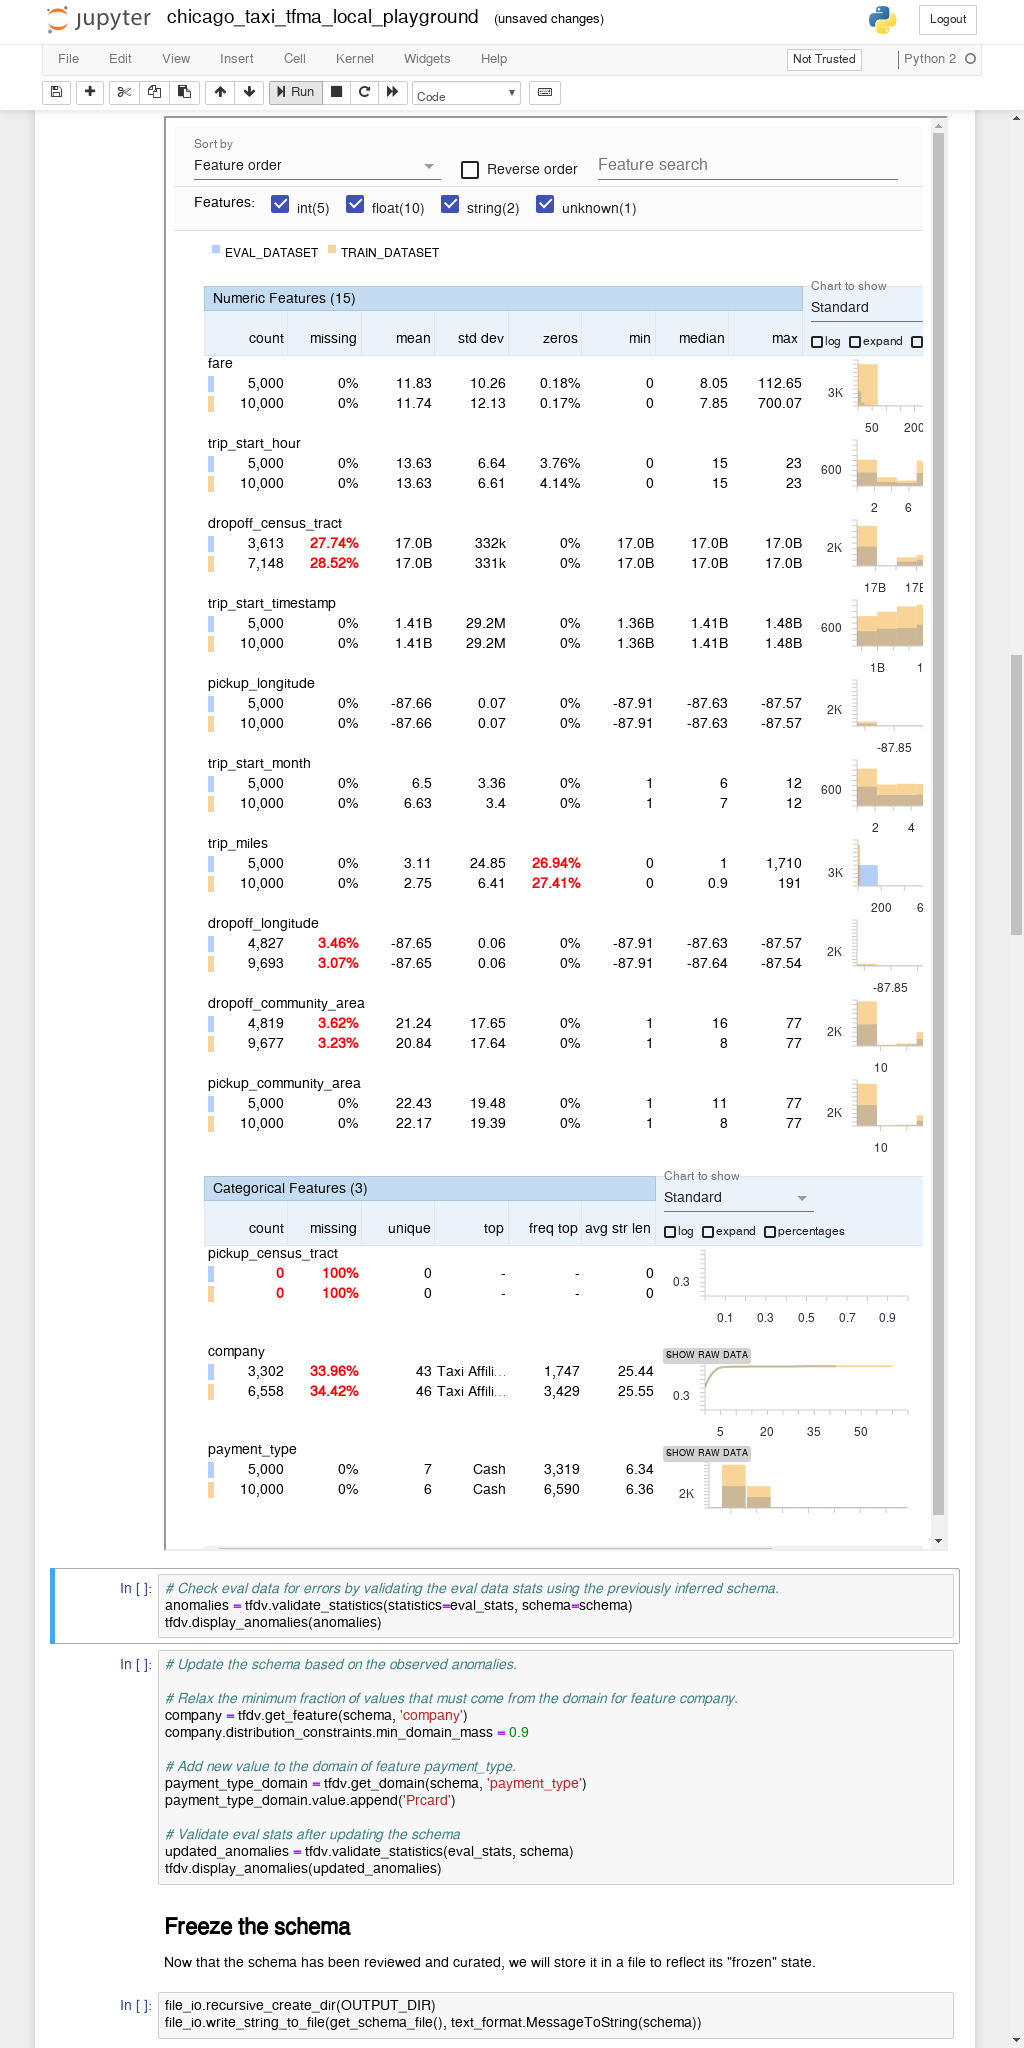 jupyter chicago_taxi_tfma_local_playground (unsaved changes) Logout
File Edit View Insert Cell Kernel Widgets Help Not Trusted Python 2
Run Code
Sort by
Feature order Reverse order Feature search
Features: int(5) float(10) string(2) unknown(1)
EVAL_DATASET TRAIN_DATASET
Numeric Features (15) Chart to show
Standard
count missing mean std dev zeros min median max log expand
fare
5,000 0% 11.83 10.26 0.18% 0 8.05 112.65
10,000 0% 11.74 12.13 0.17% 0 7.85 700.07
3K
50 200
trip_start_hour
5,000 0% 13.63 6.64 3.76% 0 15 23
10,000 0% 13.63 6.61 4.14% 0 15 23
600
2 6
dropoff_census_tract
3,613 27.74% 17.0B 332k 0% 17.0B 17.0B 17.0B
7,148 28.52% 17.0B 331k 0% 17.0B 17.0B 17.0B
2K
17B 17B
trip_start_timestamp
5,000 0% 1.41B 29.2M 0% 1.36B 1.41B 1.48B
10,000 0% 1.41B 29.2M 0% 1.36B 1.41B 1.48B
600
1B 1
pickup_longitude
5,000 0% -87.66 0.07 0% -87.91 -87.63 -87.57
10,000 0% -87.66 0.07 0% -87.91 -87.63 -87.57
2K
-87.85
trip_start_month
5,000 0% 6.5 3.36 0% 1 6 12
10,000 0% 6.63 3.4 0% 1 7 12
600
2 4
trip_miles
5,000 0% 3.11 24.85 26.94% 0 1 1,710
10,000 0% 2.75 6.41 27.41% 0 0.9 191
3K
200 6
dropoff_longitude
4,827 3.46% -87.65 0.06 0% -87.91 -87.63 -87.57
9,693 3.07% -87.65 0.06 0% -87.91 -87.64 -87.54
2K
-87.85
dropoff_community_area
4,819 3.62% 21.24 17.65 0% 1 16 77
9,677 3.23% 20.84 17.64 0% 1 8 77
2K
10
pickup_community_area
5,000 0% 22.43 19.48 0% 1 11 77
10,000 0% 22.17 19.39 0% 1 8 77
2K
10
Categorical Features (3) Chart to show
Standard
count missing unique top freq top avg str len log expand percentages
pickup_census_tract
0 100% 0 - - 0
0 100% 0 - - 0
0.3
0.1 0.3 0.5 0.7 0.9
company SHOW RAW DATA
3,302 33.96% 43 Taxi Affili... 1,747 25.44
6,558 34.42% 46 Taxi Affili... 3,429 25.55
0.3
5 20 35 50
payment_type SHOW RAW DATA
5,000 0% 7 Cash 3,319 6.34
10,000 0% 6 Cash 6,590 6.36
2K
In [ ]: # Check eval data for errors by validating the eval data stats using the previously inferred schema.
anomalies = tfdv.validate_statistics(statistics=eval_stats, schema=schema)
tfdv.display_anomalies(anomalies)
In [ ]: # Update the schema based on the observed anomalies.
# Relax the minimum fraction of values that must come from the domain for feature company.
company = tfdv.get_feature(schema, 'company')
company.distribution_constraints.min_domain_mass = 0.9
# Add new value to the domain of feature payment_type.
payment_type_domain = tfdv.get_domain(schema, 'payment_type')
payment_type_domain.value.append('Prcard')
# Validate eval stats after updating the schema
updated_anomalies = tfdv.validate_statistics(eval_stats, schema)
tfdv.display_anomalies(updated_anomalies)
Freeze the schema
Now that the schema has been reviewed and curated, we will store it in a file to reflect its "frozen" state.
In [ ]: file_io.recursive_create_dir(OUTPUT_DIR)
file_io.write_string_to_file(get_schema_file(), text_format.MessageToString(schema))